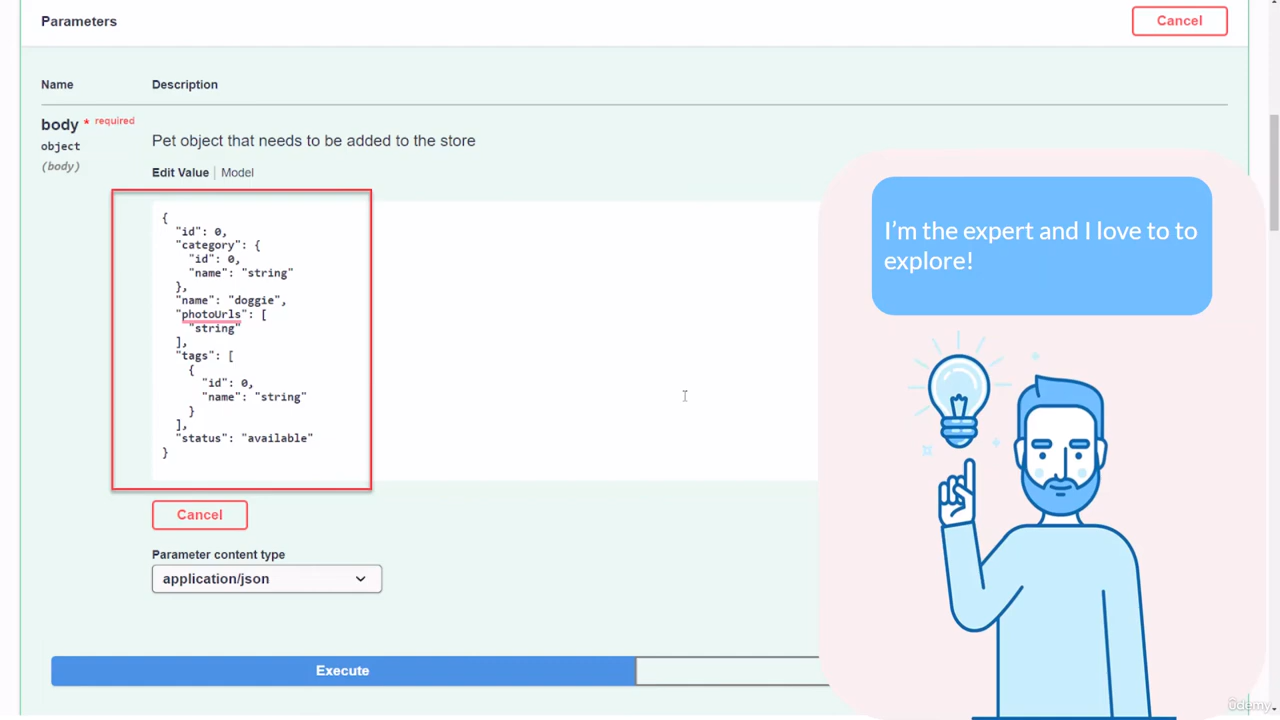 Parameters
Cancel
Name
Description
body * required
object
(body)
Pet object that needs to be added to the store
Edit Value | Model
{
  "id": 0,
  "category": {
    "id": 0,
    "name": "string"
  },
  "name": "doggie",
  "photoUrls": [
    "string"
  ],
  "tags": [
    {
      "id": 0,
      "name": "string"
    }
  ],
  "status": "available"
}
Cancel
Parameter content type
application/json
Execute
I'm the expert and I love to to
explore!
ûdemy